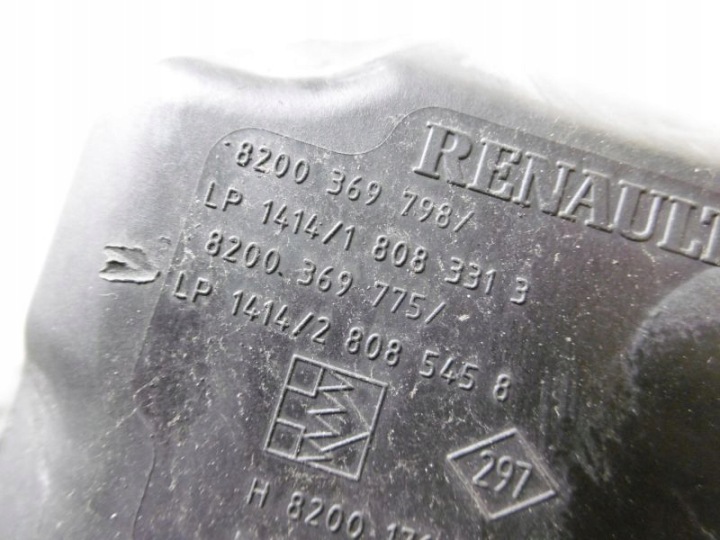 RENAULT
8200 369 798/
LP 1414/1 808 331 3
8200 369 775/
LP 1414/2 808 545 8
297
H 8200